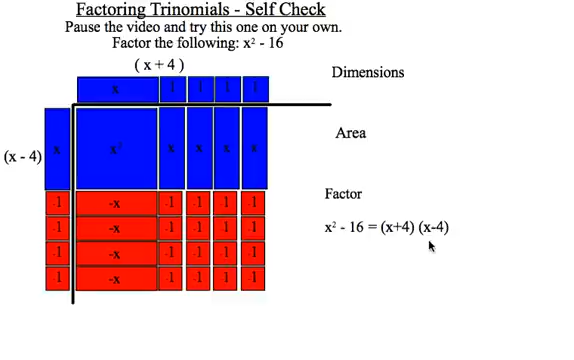 Factoring Trinomials - Self Check
Pause the video and try this one on your own.
Factor the following: x² - 16
( x + 4 )
Dimensions
x 1 1 1 1
Area
(x - 4) x x² x x x x
-1 -x -1 -1 -1 -1
Factor
-1 -x -1 -1 -1 -1
x² - 16 = (x+4) (x-4)
-1 -x -1 -1 -1 -1
-1 -x -1 -1 -1 -1